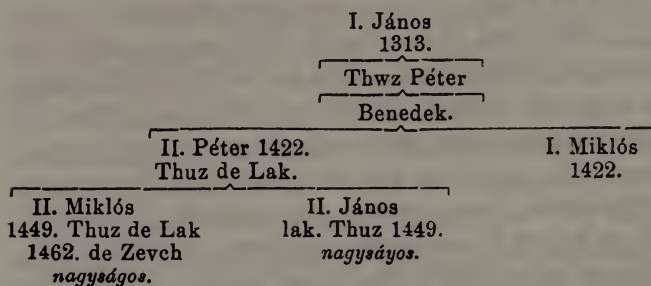 I. János
1313.
Thwz Péter
Benedek.
II. Péter 1422.
Thuz de Lak.
I. Miklós
1422.
II. Miklós
1449. Thuz de Lak
1462. de Zevch
nagyságos.
II. János
lak. Thuz 1449.
nagysáyos.